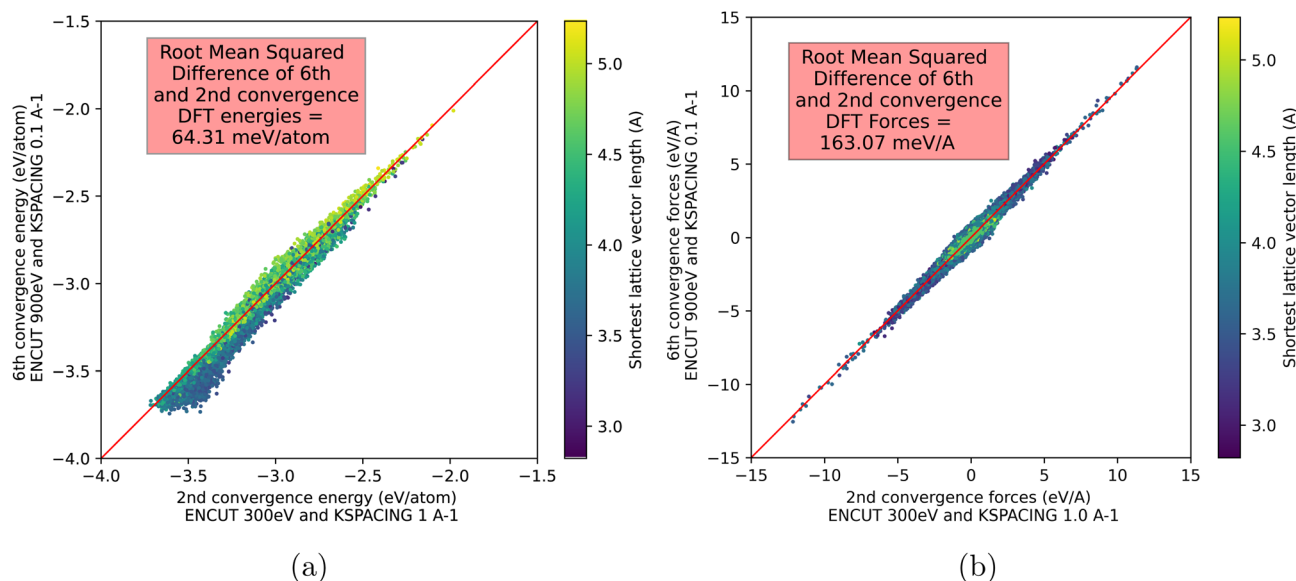 −1.5
−2.0
−2.5
−3.0
−3.5
−4.0
6th convergence energy (eV/atom)
ENCUT 900eV and KSPACING 0.1 A-1
Root Mean Squared
Difference of 6th
and 2nd convergence
DFT energies =
64.31 meV/atom
−4.0 −3.5 −3.0 −2.5 −2.0 −1.5
2nd convergence energy (eV/atom)
ENCUT 300eV and KSPACING 1 A-1
5.0
4.5
4.0
3.5
3.0
Shortest lattice vector length (A)
(a)
15
10
5
0
−5
−10
−15
6th convergence forces (eV/A)
ENCUT 900eV and KSPACING 0.1 A-1
Root Mean Squared
Difference of 6th
and 2nd convergence
DFT Forces =
163.07 meV/A
−15 −10 −5 0 5 10 15
2nd convergence forces (eV/A)
ENCUT 300eV and KSPACING 1.0 A-1
5.0
4.5
4.0
3.5
3.0
Shortest lattice vector length (A)
(b)